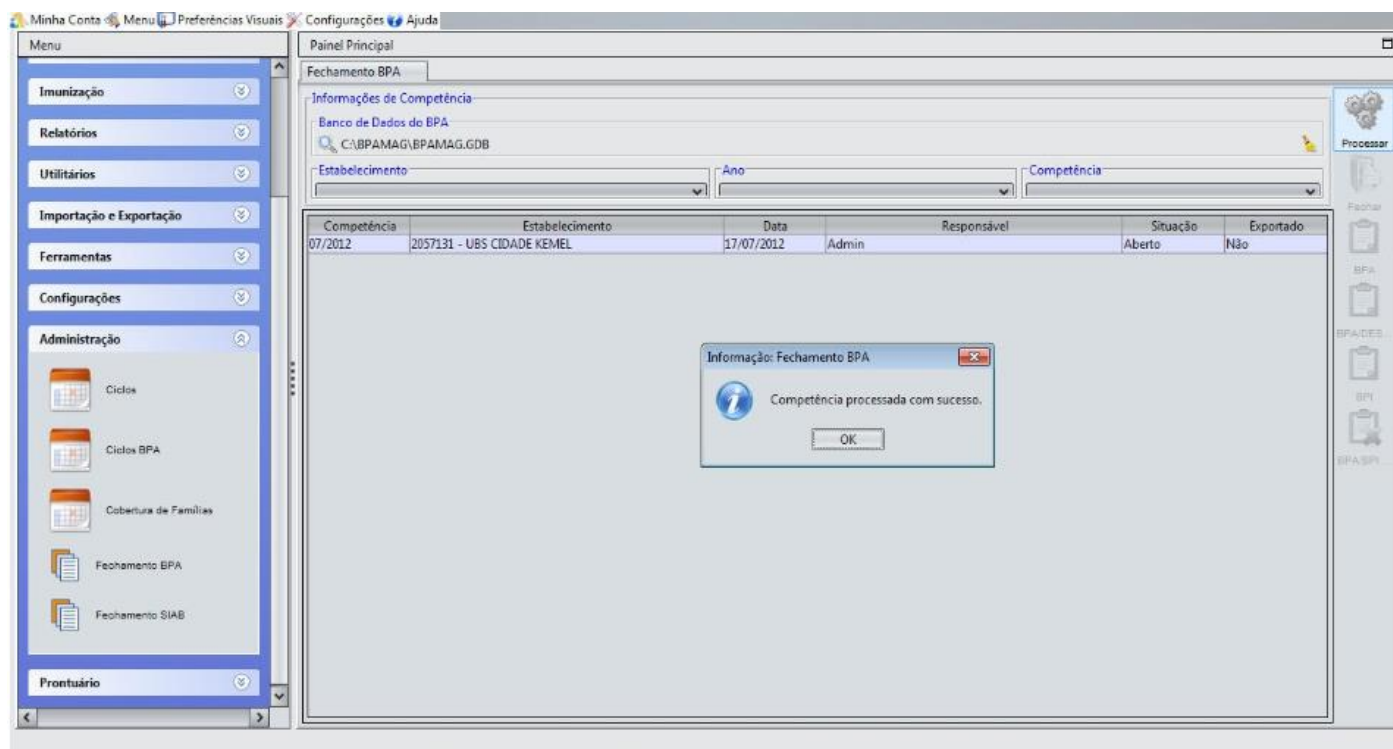 Minha Conta Menu Preferências Visuais Configurações Ajuda
Menu
Imunização
Relatórios
Utilitários
Importação e Exportação
Ferramentas
Configurações
Administração
Ciclos
Ciclos BPA
Cobertura de Famílias
Fechamento BPA
Fechamento SIAB
Prontuário
Painel Principal
Fechamento BPA
Informações de Competência
Banco de Dados do BPA
C:\BPAMAG\BPAMAG.GDB
Estabelecimento Ano Competência
Competência Estabelecimento Data Responsável Situação Exportado
07/2012 2057131 - UBS CIDADE KEMEL 17/07/2012 Admin Aberto Não
Informação: Fechamento BPA
Competência processada com sucesso.
OK
Processar
Fechar
BPA
BPA/DES...
BPI
BPA/BPI...